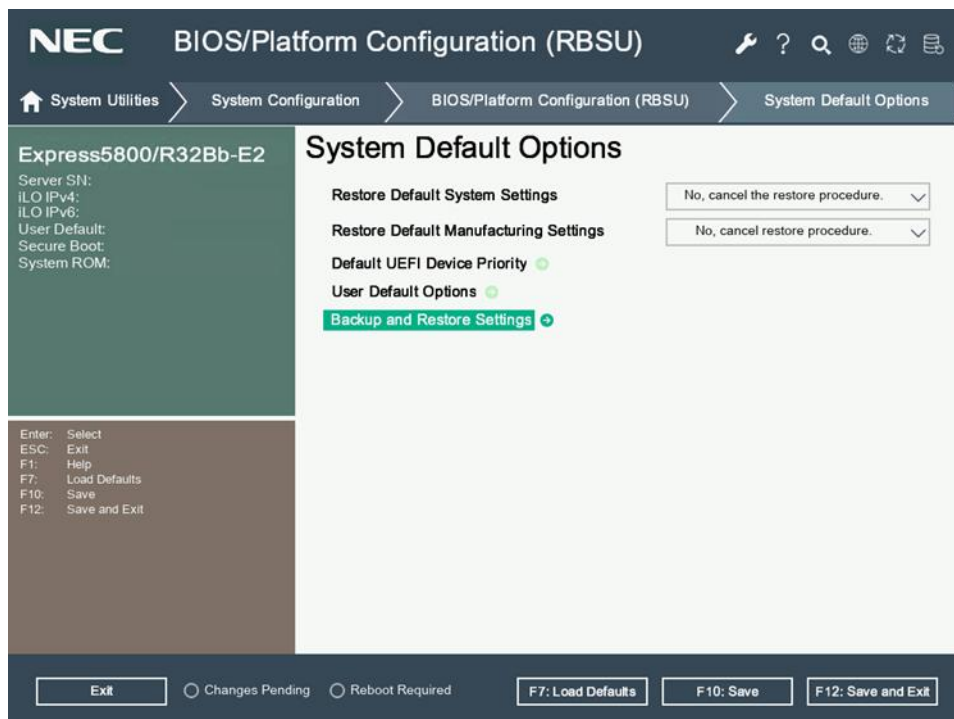 NEC BIOS/Platform Configuration (RBSU) ?
System Utilities System Configuration BIOS/Platform Configuration (RBSU) System Default Options
Express5800/R32Bb-E2
Server SN:
iLO IPv4:
iLO IPv6:
User Default:
Secure Boot:
System ROM:
Enter: Select
ESC: Exit
F1: Help
F7: Load Defaults
F10: Save
F12: Save and Exit
System Default Options
Restore Default System Settings No, cancel the restore procedure.
Restore Default Manufacturing Settings No, cancel restore procedure.
Default UEFI Device Priority
User Default Options
Backup and Restore Settings
Exit Changes Pending Reboot Required F7: Load Defaults F10: Save F12: Save and Exit